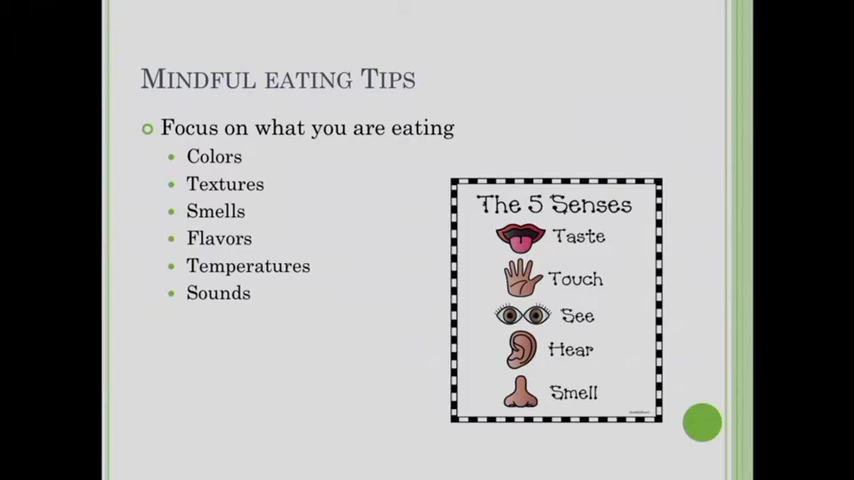 MINDFUL EATING TIPS
Focus on what you are eating
Colors
Textures
Smells
Flavors
Temperatures
Sounds
The 5 Senses
Taste
Touch
See
Hear
Smell